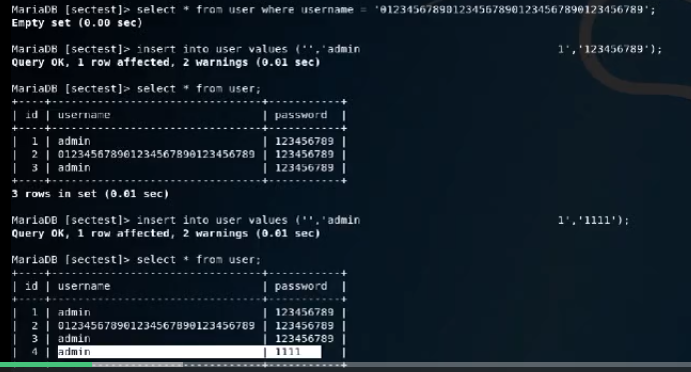 MariaDB [sectest]> select * from user where username = '0123456789012345678901234567890123456789';
Empty set (0.00 sec)
MariaDB [sectest]> insert into user values ('','admin                              1','123456789');
Query OK, 1 row affected, 2 warnings (0.01 sec)
MariaDB [sectest]> select * from user;
+----+--------------------------------+-----------+
| id | username                       | password  |
+----+--------------------------------+-----------+
| 1 | admin                          | 123456789 |
| 2 | 012345678901234567890123456789 | 123456789 |
| 3 | admin                          | 123456789 |
+----+--------------------------------+-----------+
3 rows in set (0.01 sec)
MariaDB [sectest]> insert into user values ('','admin                              1','1111');
Query OK, 1 row affected, 2 warnings (0.01 sec)
MariaDB [sectest]> select * from user;
+----+--------------------------------+-----------+
| id | username                       | password  |
+----+--------------------------------+-----------+
| 1 | admin                          | 123456789 |
| 2 | 012345678901234567890123456789 | 123456789 |
| 3 | admin                          | 123456789 |
| 4 | admin                          | 1111      |
+----+--------------------------------+-----------+